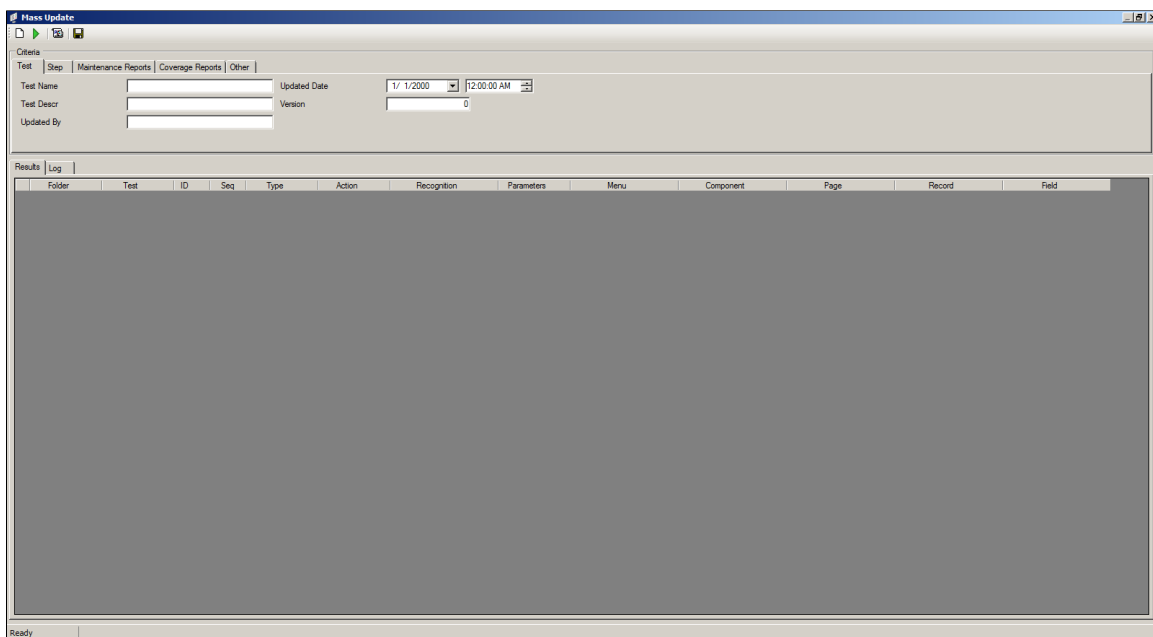 Mass Update
Criteria
Test Step Maintenance Reports Coverage Reports Other
Test Name Updated Date 1/ 1/2000 12:00:00 AM
Test Descr Version 0
Updated By
Results Log
Folder Test ID Seq Type Action Recognition Parameters Menu Component Page Record Field
Ready